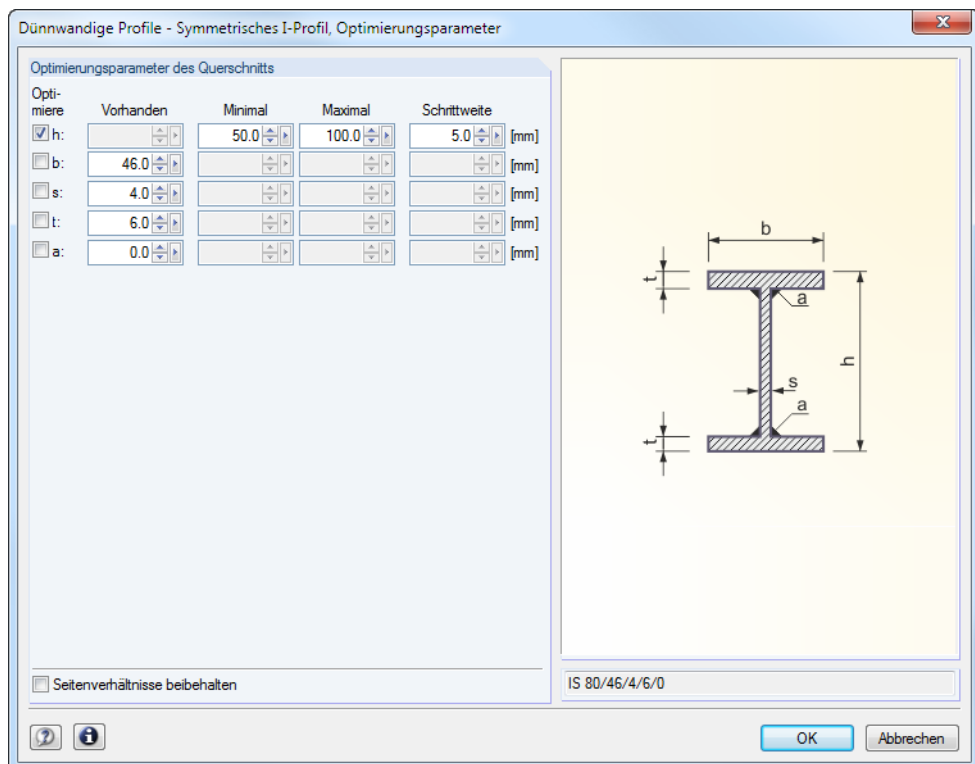 Dünnwandige Profile - Symmetrisches I-Profil, Optimierungsparameter
Optimierungsparameter des Querschnitts
Opti-
miere Vorhanden Minimal Maximal Schrittweite
h: 50.0 100.0 5.0 [mm]
b: 46.0 [mm]
s: 4.0 [mm]
t: 6.0 [mm]
a: 0.0 [mm]
b
t
a
h
s
a
t
Seitenverhältnisse beibehalten
IS 80/46/4/6/0
OK Abbrechen